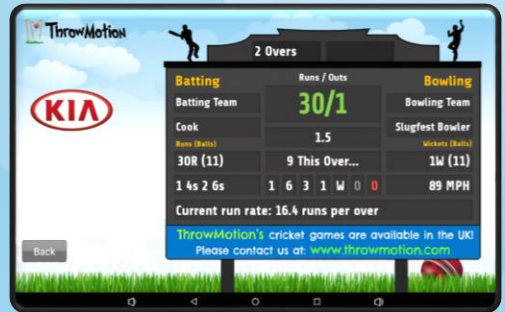 ThrowMotion
2 Overs
Batting
Runs / Outs
Bowling
Batting Team
30/1
Bowling Team
Cook
Slugfest Bowler
Runs (Balls)
1.5
Wickets (Balls)
30R (11)
9 This Over...
1W (11)
1 4s 2 6s
1 6 3 1 W 0 0
89 MPH
Current run rate: 16.4 runs per over
ThrowMotion's cricket games are available in the UK!
Please contact us at: www.throwmotion.com
KIA
Back